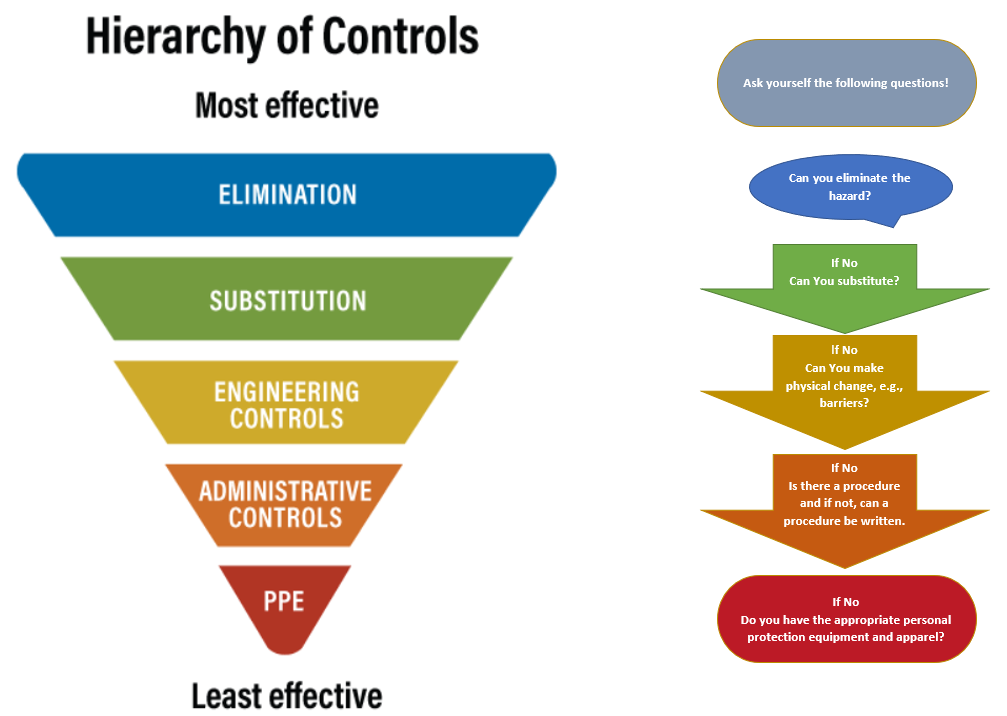 Hierarchy of Controls
Most effective
ELIMINATION
SUBSTITUTION
ENGINEERING
CONTROLS
ADMINISTRATIVE
CONTROLS
PPE
Least effective
Ask yourself the following questions!
Can you eliminate the
hazard?
If No
Can You substitute?
If No
Can You make
physical change, e.g.,
barriers?
If No
Is there a procedure
and if not, can a
procedure be written.
If No
Do you have the appropriate personal
protection equipment and apparel?